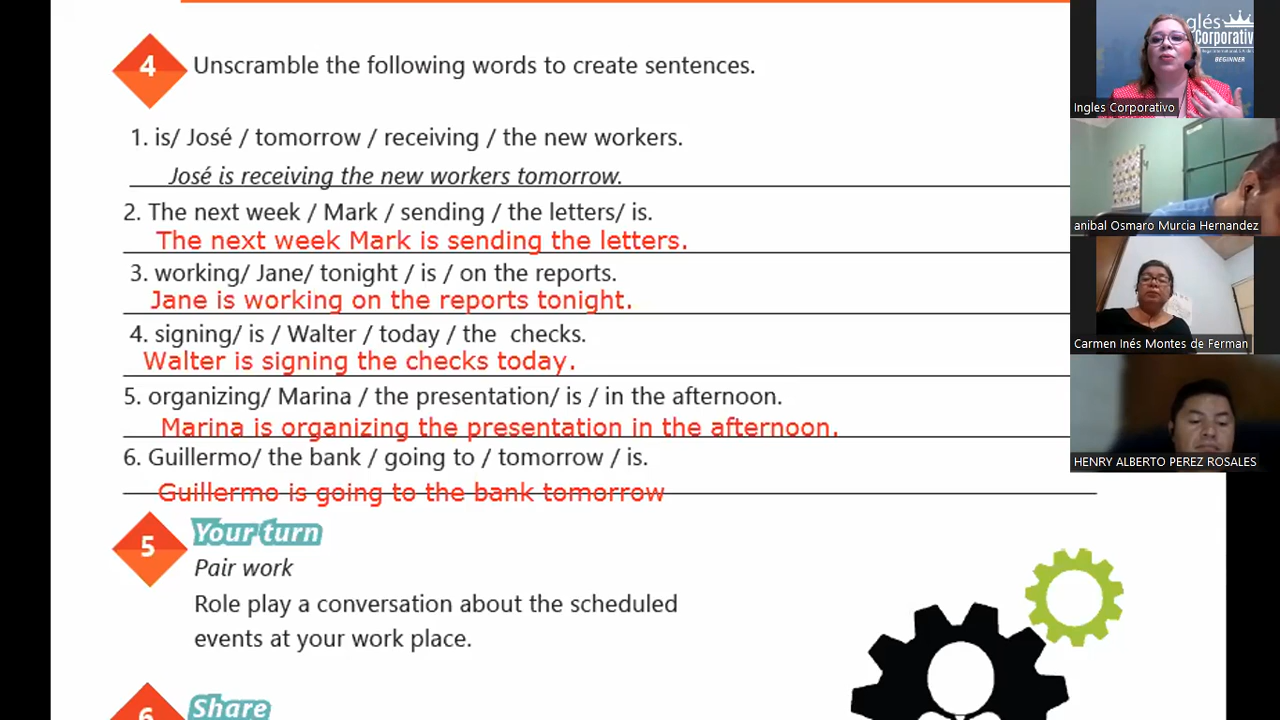 4 Unscramble the following words to create sentences.
1. is/ José / tomorrow / receiving / the new workers.
José is receiving the new workers tomorrow.
2. The next week / Mark / sending / the letters/ is.
The next week Mark is sending the letters.
3. working/ Jane/ tonight / is / on the reports.
Jane is working on the reports tonight.
4. signing/ is / Walter / today / the checks.
Walter is signing the checks today.
5. organizing/ Marina / the presentation/ is / in the afternoon.
Marina is organizing the presentation in the afternoon.
6. Guillermo/ the bank / going to / tomorrow / is.
Guillermo is going to the bank tomorrow
5 Your turn
Pair work
Role play a conversation about the scheduled
events at your work place.
6 Share
glés
Corporativ
BEGINNER
Ingles Corporativo
anibal Osmaro Murcia Hernandez
Carmen Inés Montes de Ferman
HENRY ALBERTO PEREZ ROSALES